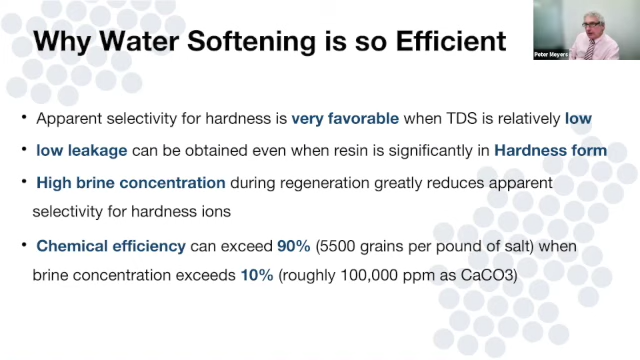 Why Water Softening is so Efficient
Peter Meyers
• Apparent selectivity for hardness is very favorable when TDS is relatively low
• low leakage can be obtained even when resin is significantly in Hardness form
• High brine concentration during regeneration greatly reduces apparent
selectivity for hardness ions
• Chemical efficiency can exceed 90% (5500 grains per pound of salt) when
brine concentration exceeds 10% (roughly 100,000 ppm as CaCO3)